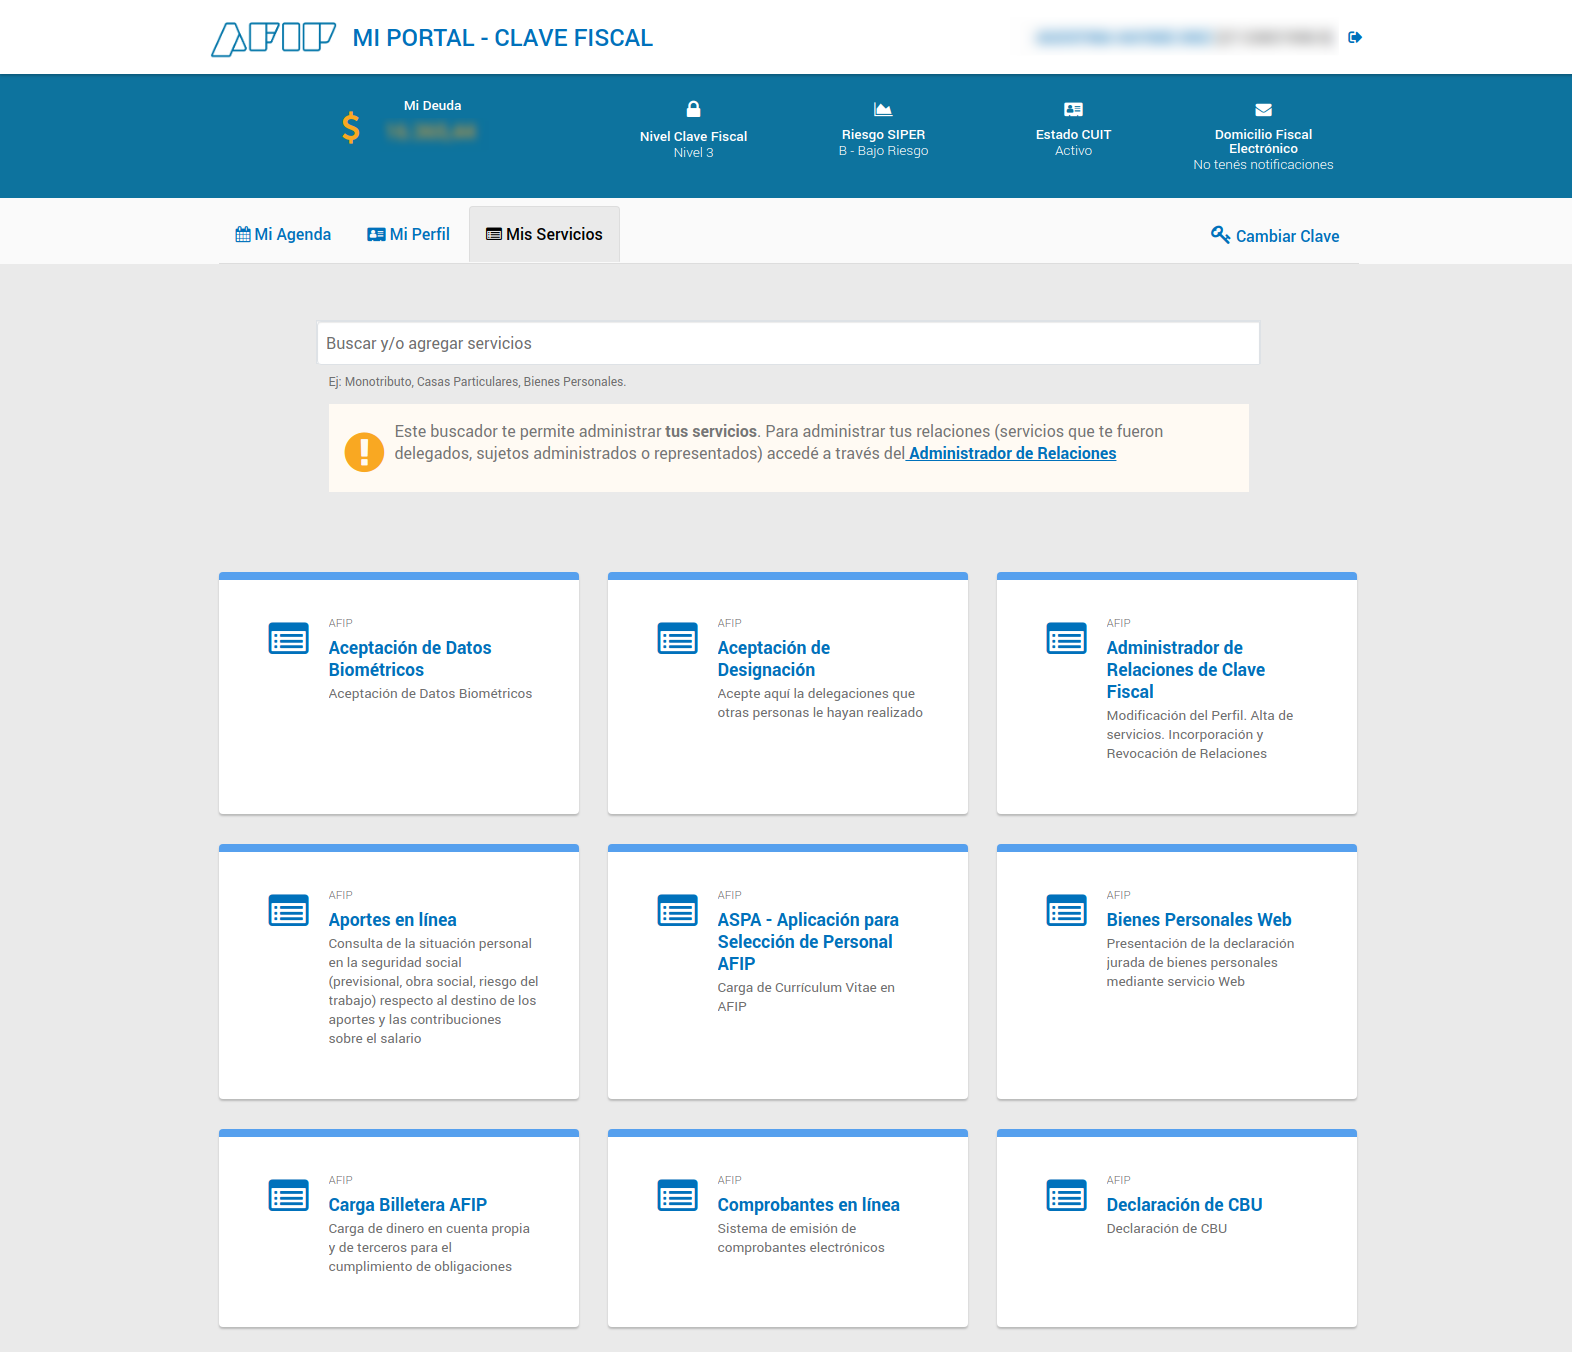 AFIP MI PORTAL - CLAVE FISCAL
Mi Deuda
$
Nivel Clave Fiscal
Nivel 3
Riesgo SIPER
B - Bajo Riesgo
Estado CUIT
Activo
Domicilio Fiscal
Electrónico
No tenés notificaciones
Mi Agenda
Mi Perfil
Mis Servicios
Cambiar Clave
Buscar y/o agregar servicios
Ej: Monotributo, Casas Particulares, Bienes Personales.
Este buscador te permite administrar tus servicios. Para administrar tus relaciones (servicios que te fueron
delegados, sujetos administrados o representados) accedé a través del Administrador de Relaciones
AFIP
Aceptación de Datos
Biométricos
Aceptación de Datos Biométricos
AFIP
Aceptación de
Designación
Acepte aquí la delegaciones que
otras personas le hayan realizado
AFIP
Administrador de
Relaciones de Clave
Fiscal
Modificación del Perfil. Alta de
servicios. Incorporación y
Revocación de Relaciones
AFIP
Aportes en línea
Consulta de la situación personal
en la seguridad social
(previsional, obra social, riesgo del
trabajo) respecto al destino de los
aportes y las contribuciones
sobre el salario
AFIP
ASPA - Aplicación para
Selección de Personal
AFIP
Carga de Currículum Vitae en
AFIP
AFIP
Bienes Personales Web
Presentación de la declaración
jurada de bienes personales
mediante servicio Web
AFIP
Carga Billetera AFIP
Carga de dinero en cuenta propia
y de terceros para el
cumplimiento de obligaciones
AFIP
Comprobantes en línea
Sistema de emisión de
comprobantes electrónicos
AFIP
Declaración de CBU
Declaración de CBU